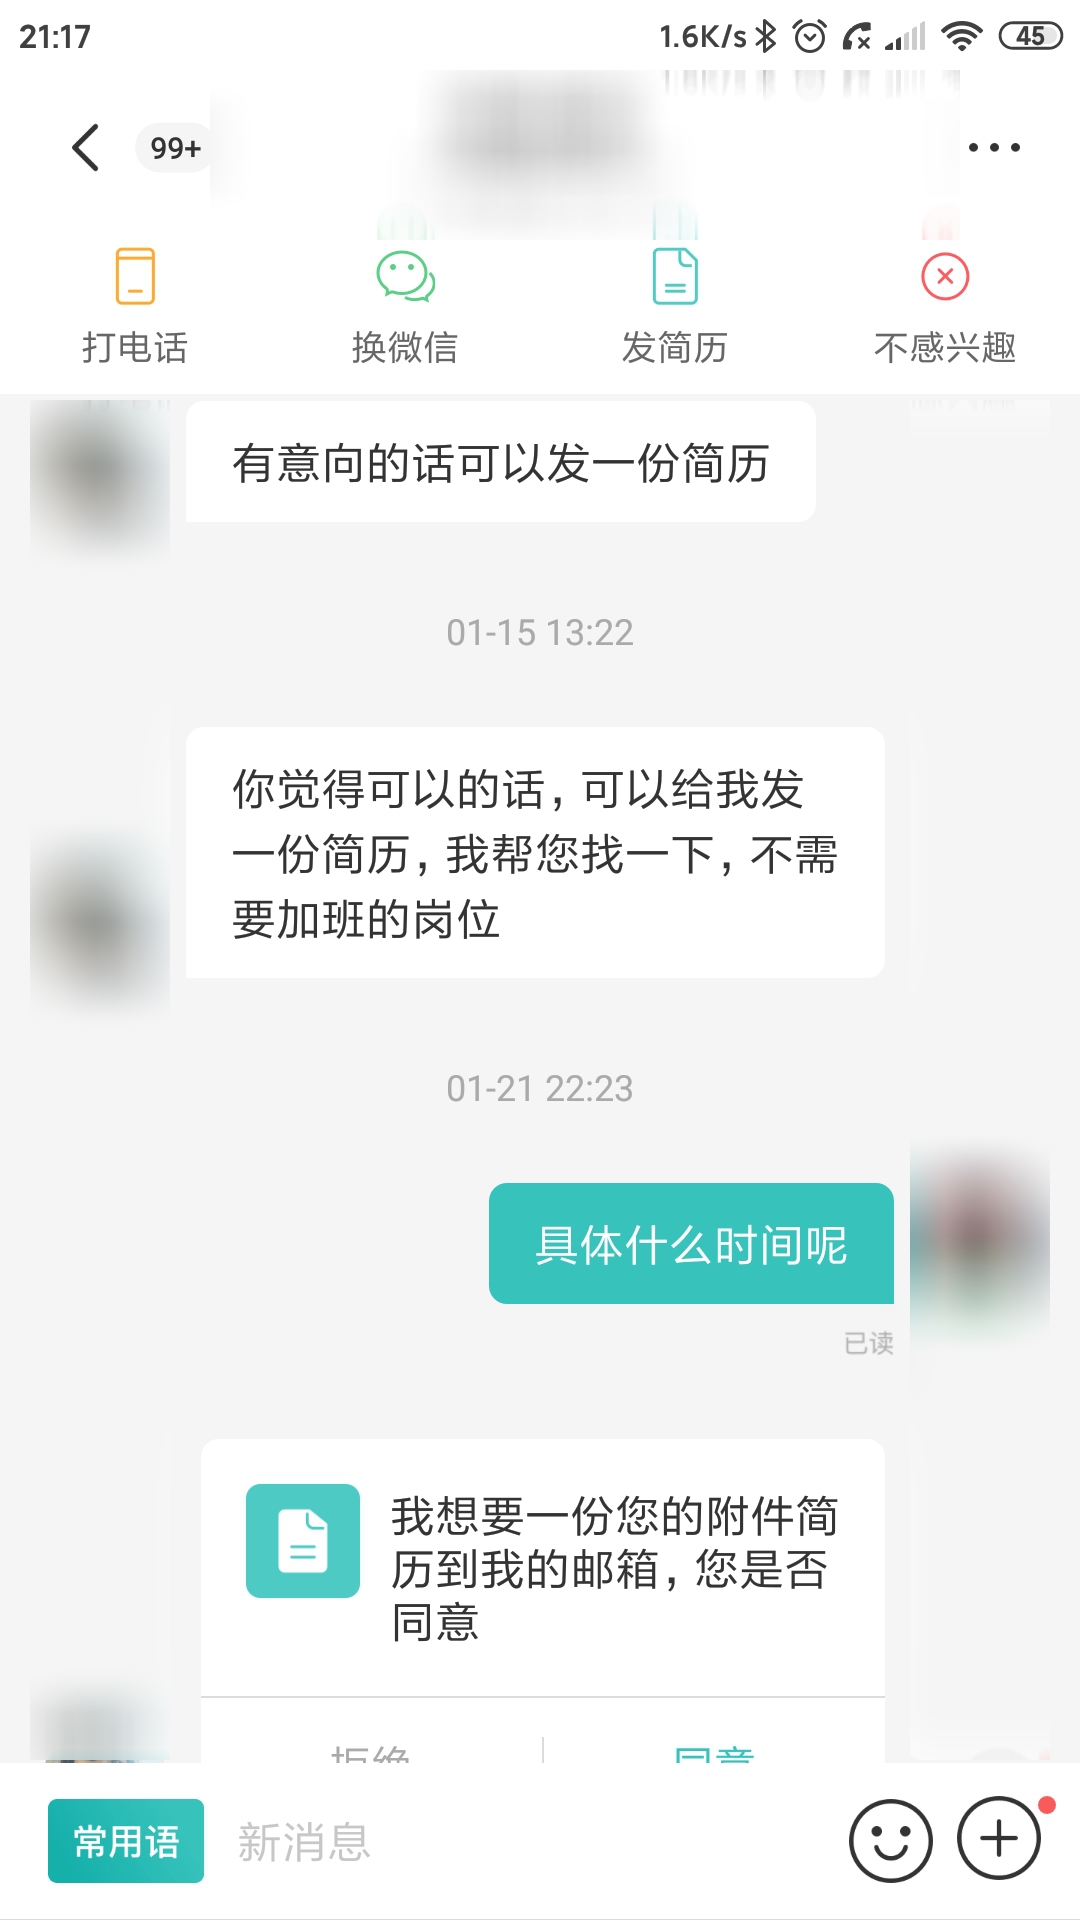 21:17 1.6K/s 45
99+
打电话 换微信 发简历 不感兴趣
有意向的话可以发一份简历
01-15 13:22
你觉得可以的话，可以给我发
一份简历，我帮您找一下，不需
要加班的岗位
01-21 22:23
具体什么时间呢
已读
我想要一份您的附件简
历到我的邮箱，您是否
同意
拒绝 同意
常用语 新消息